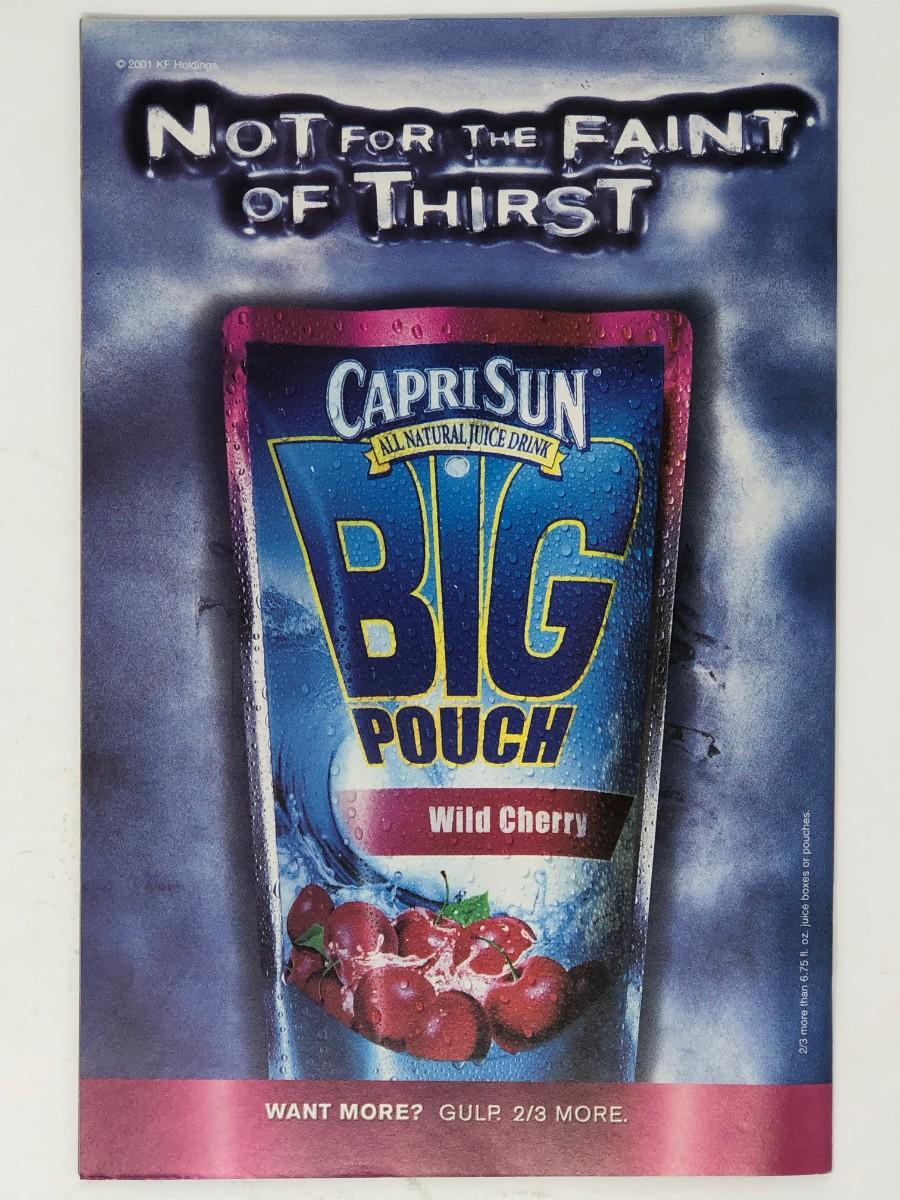 © 2001 KF Holdings.
NOT FOR THE FAINT
OF THIRST
CAPRI SUN®
ALL NATURAL JUICE DRINK
BIG
POUCH
Wild Cherry
2/3 more than 6.75 fl. oz. juice boxes or pouches.
WANT MORE? GULP. 2/3 MORE.